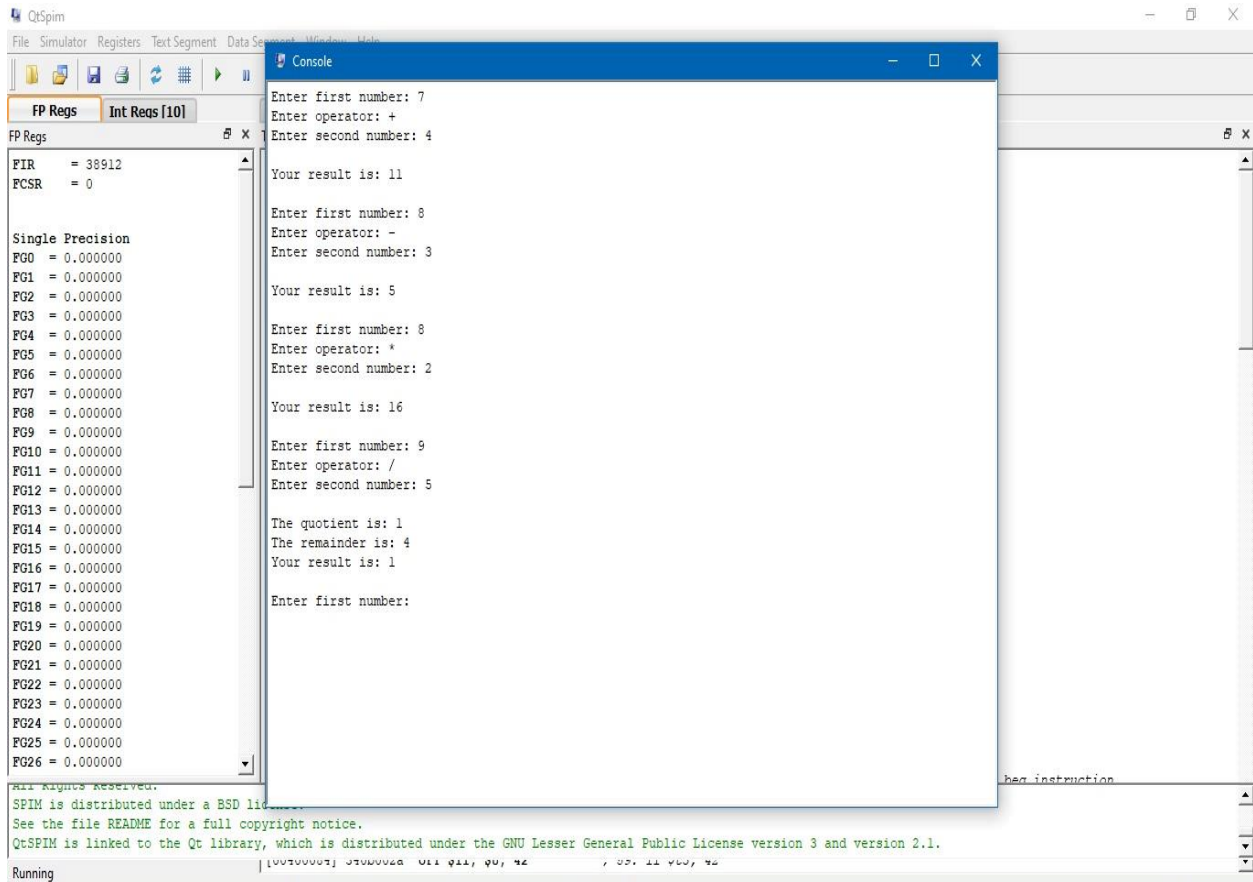 QtSpim
File Simulator Registers Text Segment Data Segment Window Help
FP Regs Int Regs [10]
FP Regs
FIR = 38912
FCSR = 0
Single Precision
FG0 = 0.000000
FG1 = 0.000000
FG2 = 0.000000
FG3 = 0.000000
FG4 = 0.000000
FG5 = 0.000000
FG6 = 0.000000
FG7 = 0.000000
FG8 = 0.000000
FG9 = 0.000000
FG10 = 0.000000
FG11 = 0.000000
FG12 = 0.000000
FG13 = 0.000000
FG14 = 0.000000
FG15 = 0.000000
FG16 = 0.000000
FG17 = 0.000000
FG18 = 0.000000
FG19 = 0.000000
FG20 = 0.000000
FG21 = 0.000000
FG22 = 0.000000
FG23 = 0.000000
FG24 = 0.000000
FG25 = 0.000000
FG26 = 0.000000
Console
Enter first number: 7
Enter operator: +
Enter second number: 4
Your result is: 11
Enter first number: 8
Enter operator: -
Enter second number: 3
Your result is: 5
Enter first number: 8
Enter operator: *
Enter second number: 2
Your result is: 16
Enter first number: 9
Enter operator: /
Enter second number: 5
The quotient is: 1
The remainder is: 4
Your result is: 1
Enter first number:
beq instruction
All Rights Reserved.
SPIM is distributed under a BSD
See the file README for a full copyright notice.
QtSPIM is linked to the Qt library, which is distributed under the GNU Lesser General Public License version 3 and version 2.1.
Running